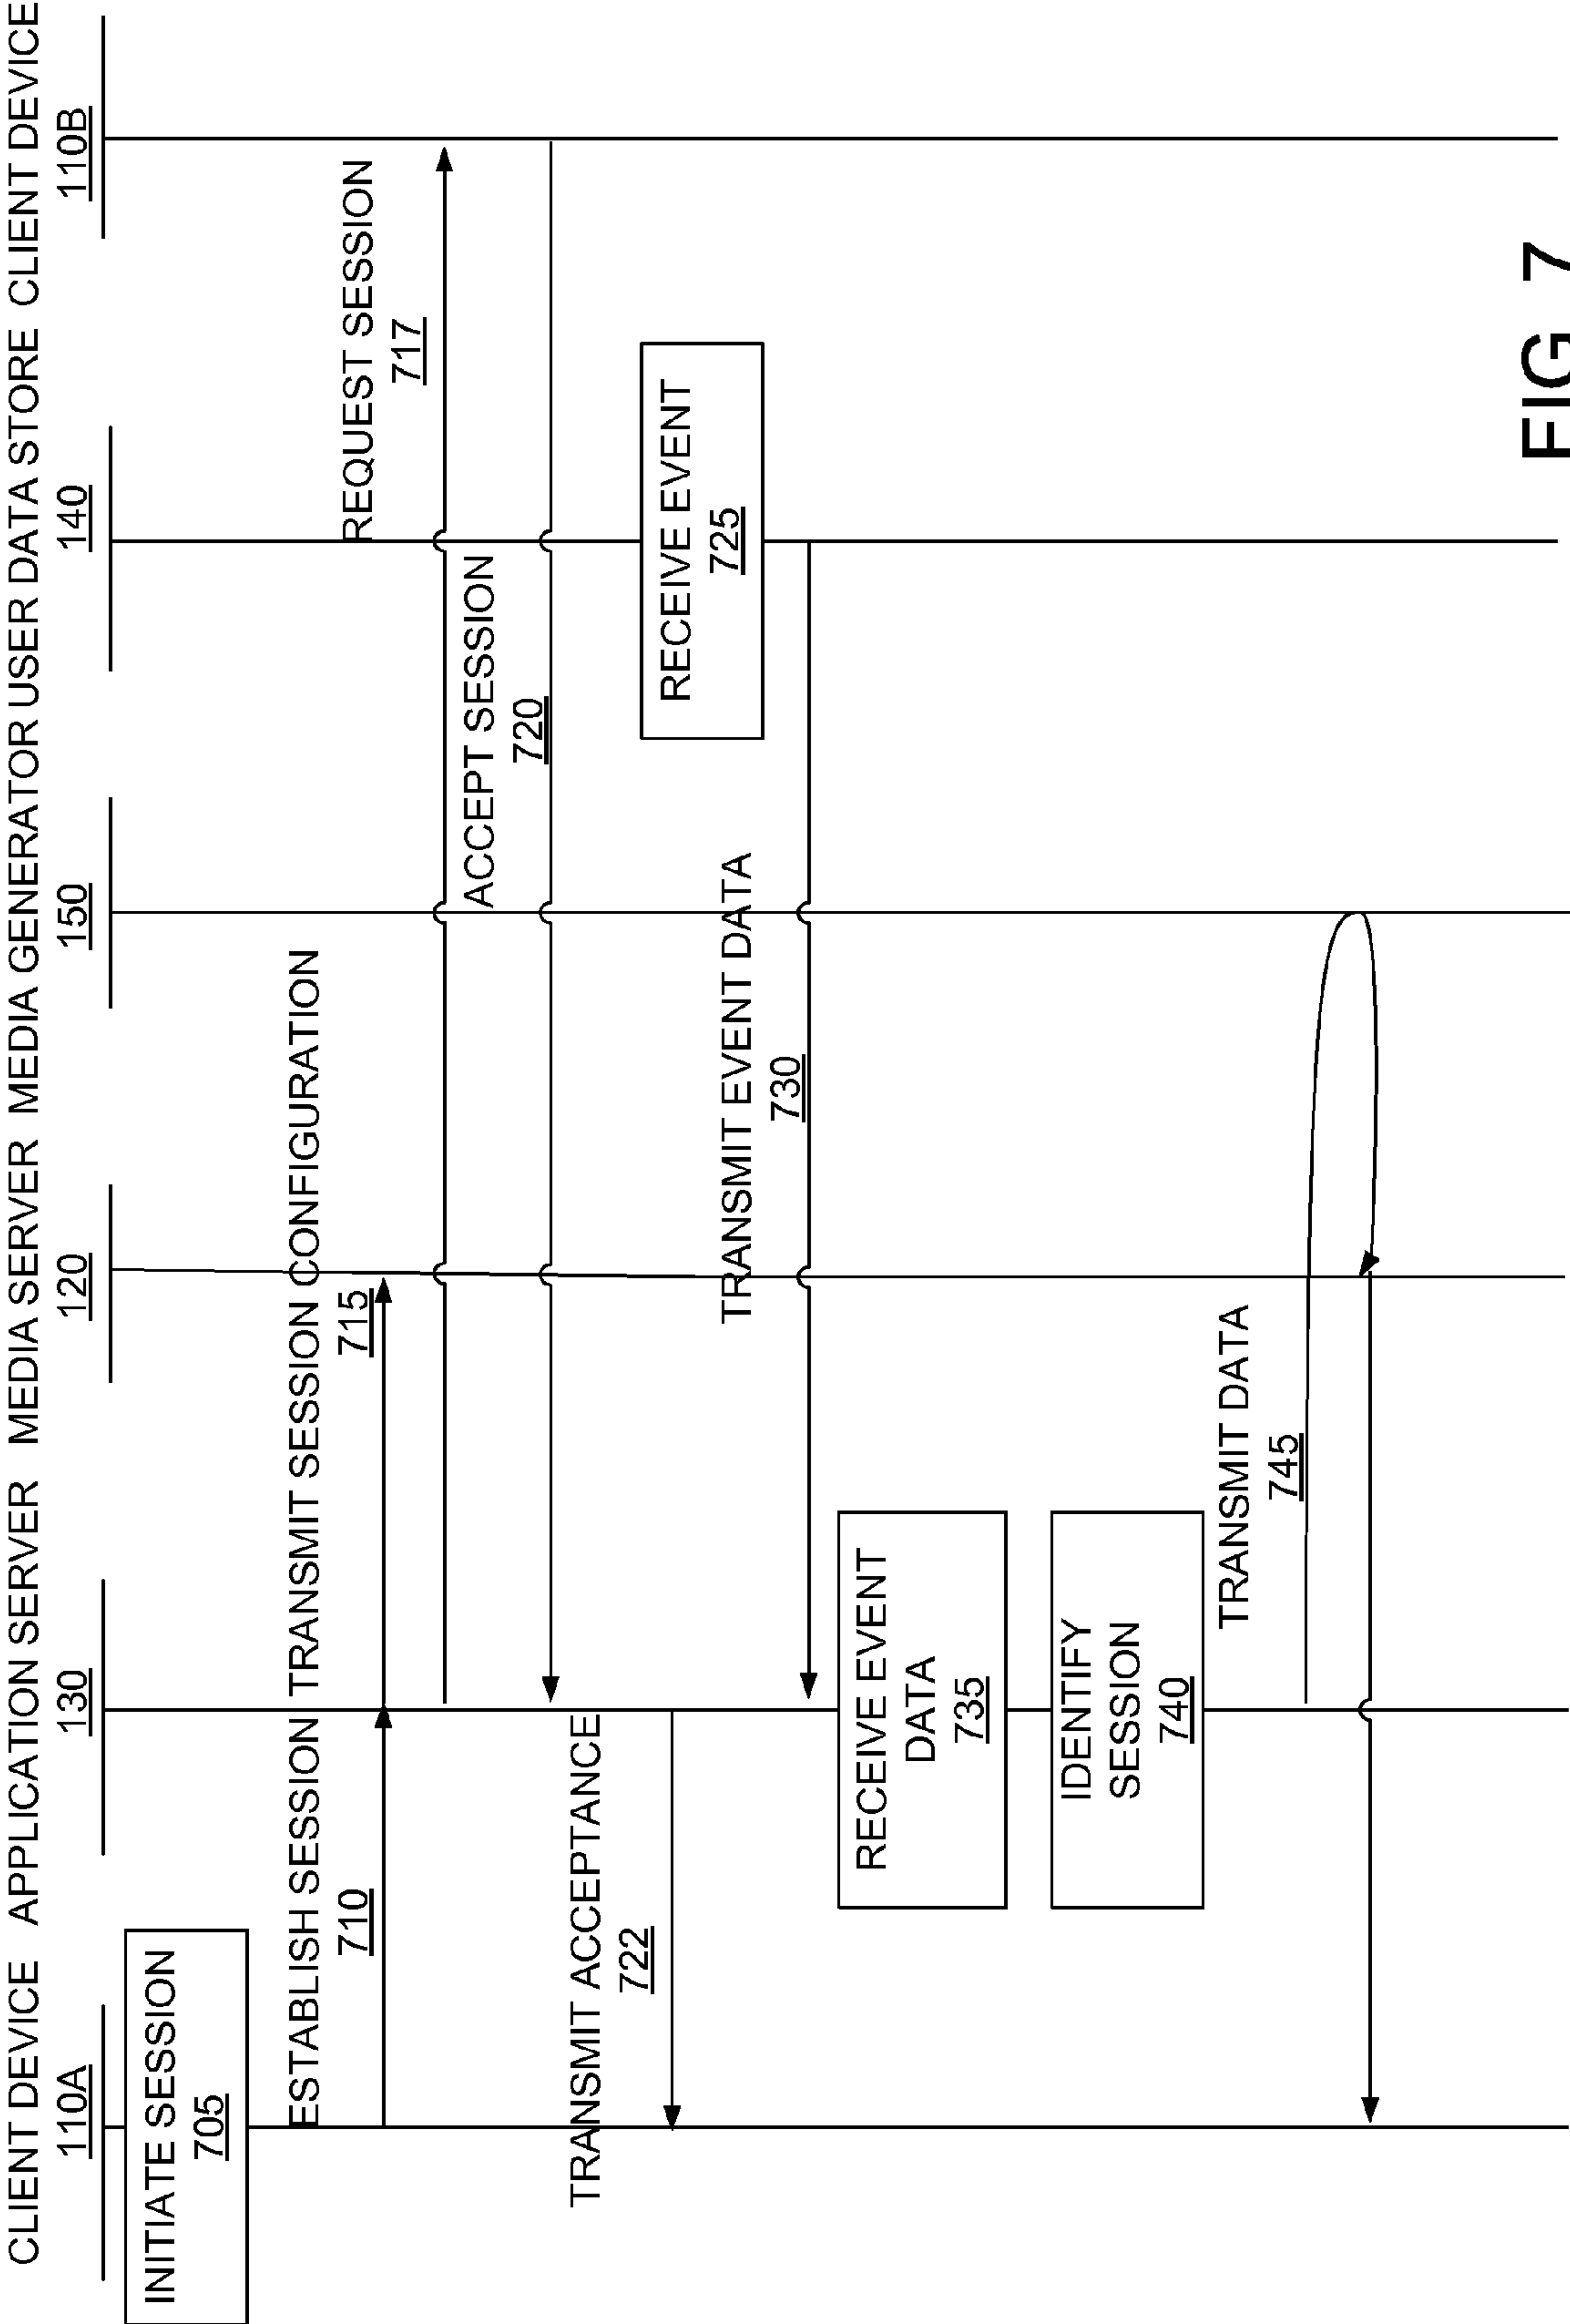 CLIENT DEVICE APPLICATION SERVER MEDIA SERVER MEDIA GENERATOR USER DATA STORE CLIENT DEVICE
110A 130 120 150 140 110B
INITIATE SESSION
705
ESTABLISH SESSION TRANSMIT SESSION CONFIGURATION
710 715
REQUEST SESSION
717
ACCEPT SESSION
720
TRANSMIT ACCEPTANCE
722
RECEIVE EVENT
725
TRANSMIT EVENT DATA
730
RECEIVE EVENT
DATA
735
IDENTIFY
SESSION
740
TRANSMIT DATA
745
FIG 7